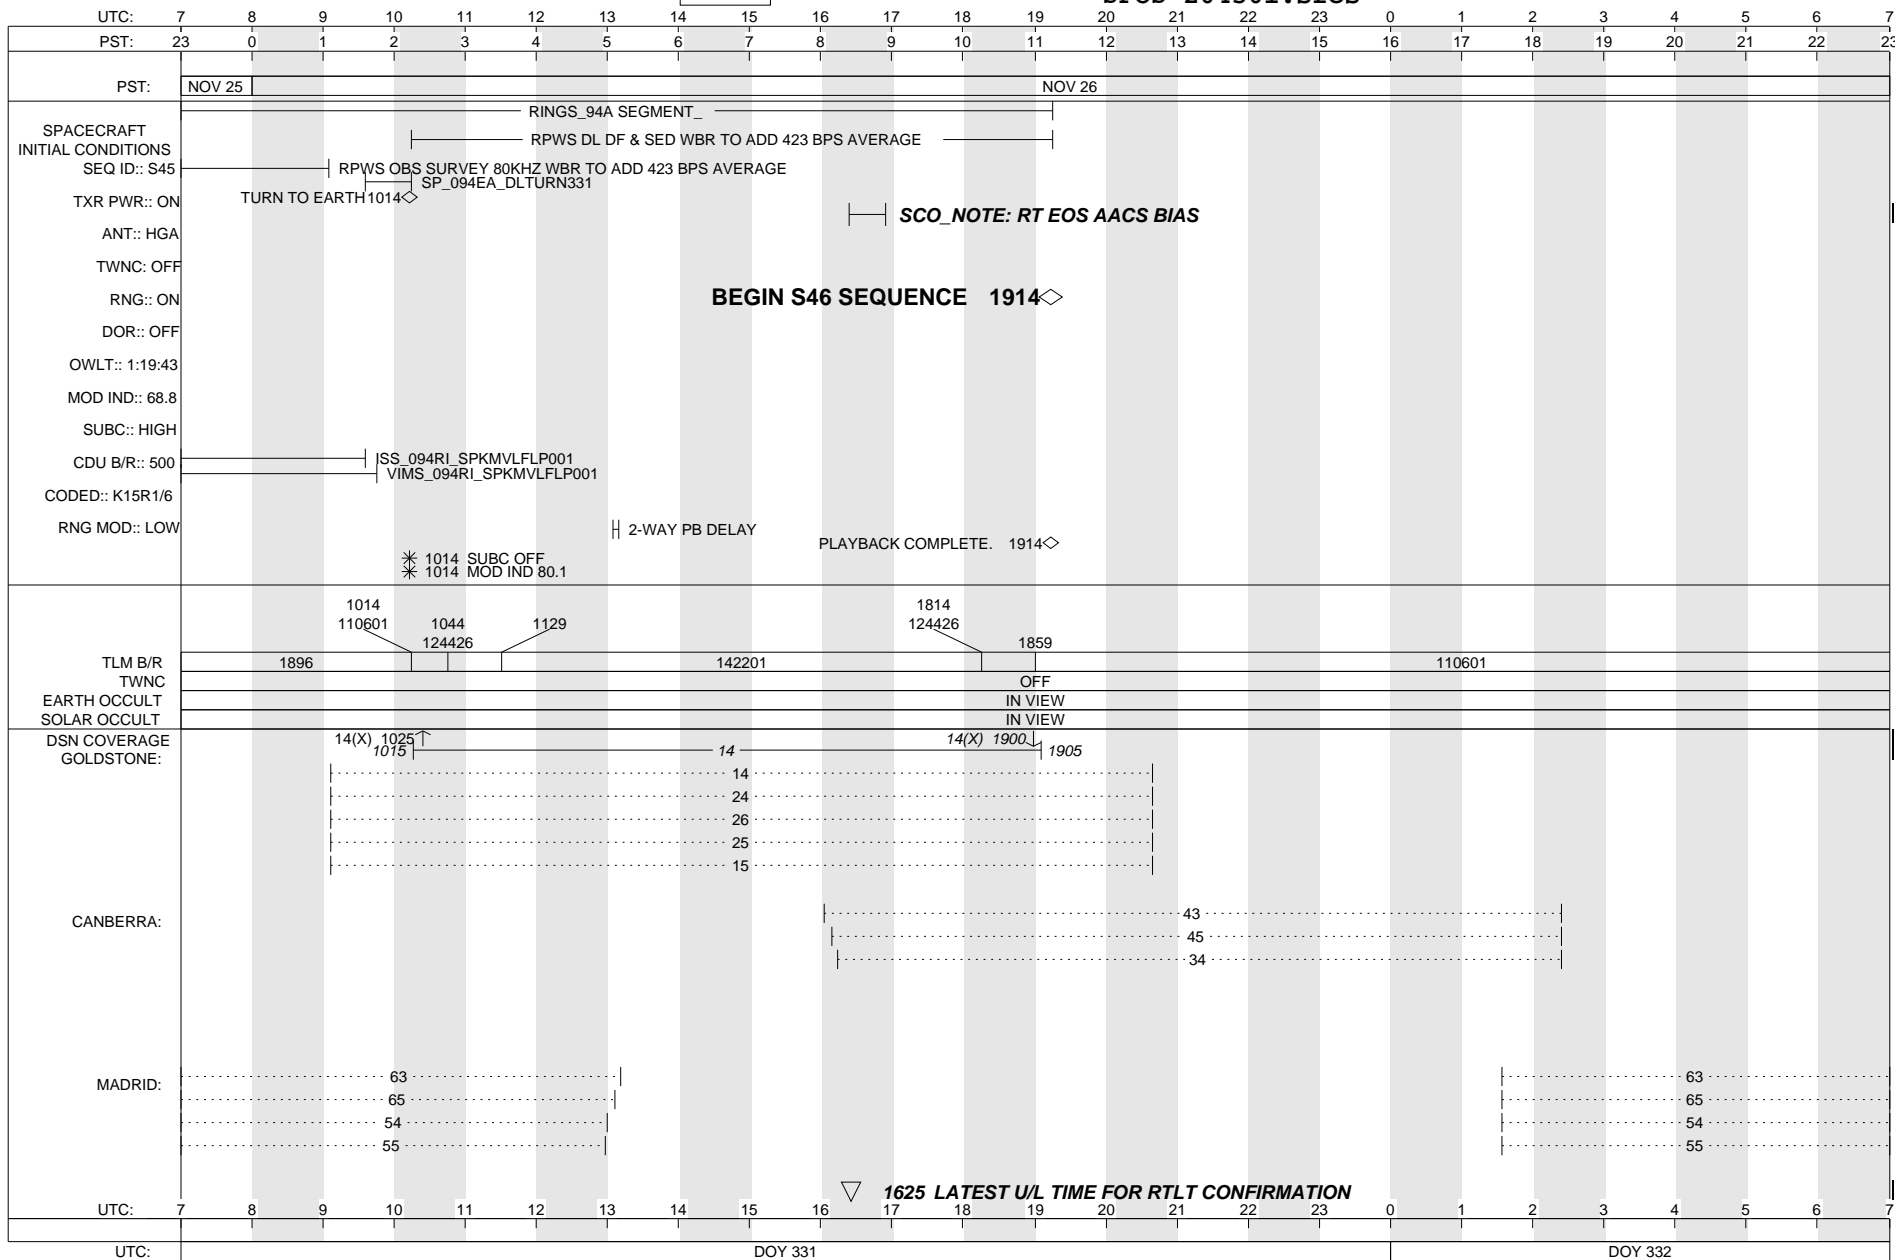 UTC: 7 8 9 10 11 12 13 14 15 16 17 18 19 20 21 22 23 0 1 2 3 4 5 6 7
PST: 23 0 1 2 3 4 5 6 7 8 9 10 11 12 13 14 15 16 17 18 19 20 21 22 23
PST: NOV 25 NOV 26
RINGS_94A SEGMENT_
SPACECRAFT
INITIAL CONDITIONS
RPWS DL DF & SED WBR TO ADD 423 BPS AVERAGE
SEQ ID:: S45
RPWS OBS SURVEY 80KHZ WBR TO ADD 423 BPS AVERAGE
SP_094EA_DLTURN331
TURN TO EARTH 1014
TXR PWR:: ON
SCO_NOTE: RT EOS AACS BIAS
ANT:: HGA
TWNC: OFF
RNG:: ON
BEGIN S46 SEQUENCE 1914
DOR:: OFF
OWLT:: 1:19:43
MOD IND:: 68.8
SUBC:: HIGH
CDU B/R:: 500
ISS_094RI_SPKMVLFLP001
VIMS_094RI_SPKMVLFLP001
CODED:: K15R1/6
RNG MOD:: LOW
2-WAY PB DELAY
PLAYBACK COMPLETE. 1914
1014 SUBC OFF
1014 MOD IND 80.1
1014 1814
110601 1044 1129 124426
124426 1859
TLM B/R 1896 142201 110601
TWNC OFF
EARTH OCCULT IN VIEW
SOLAR OCCULT IN VIEW
DSN COVERAGE 14(X) 1025 14(X) 1900
GOLDSTONE: 1015 14 1905
14
24
26
25
15
CANBERRA: 43
45
34
MADRID: 63 63
65 65
54 54
55 55
1625 LATEST U/L TIME FOR RTLT CONFIRMATION
UTC: 7 8 9 10 11 12 13 14 15 16 17 18 19 20 21 22 23 0 1 2 3 4 5 6 7
UTC: DOY 331 DOY 332